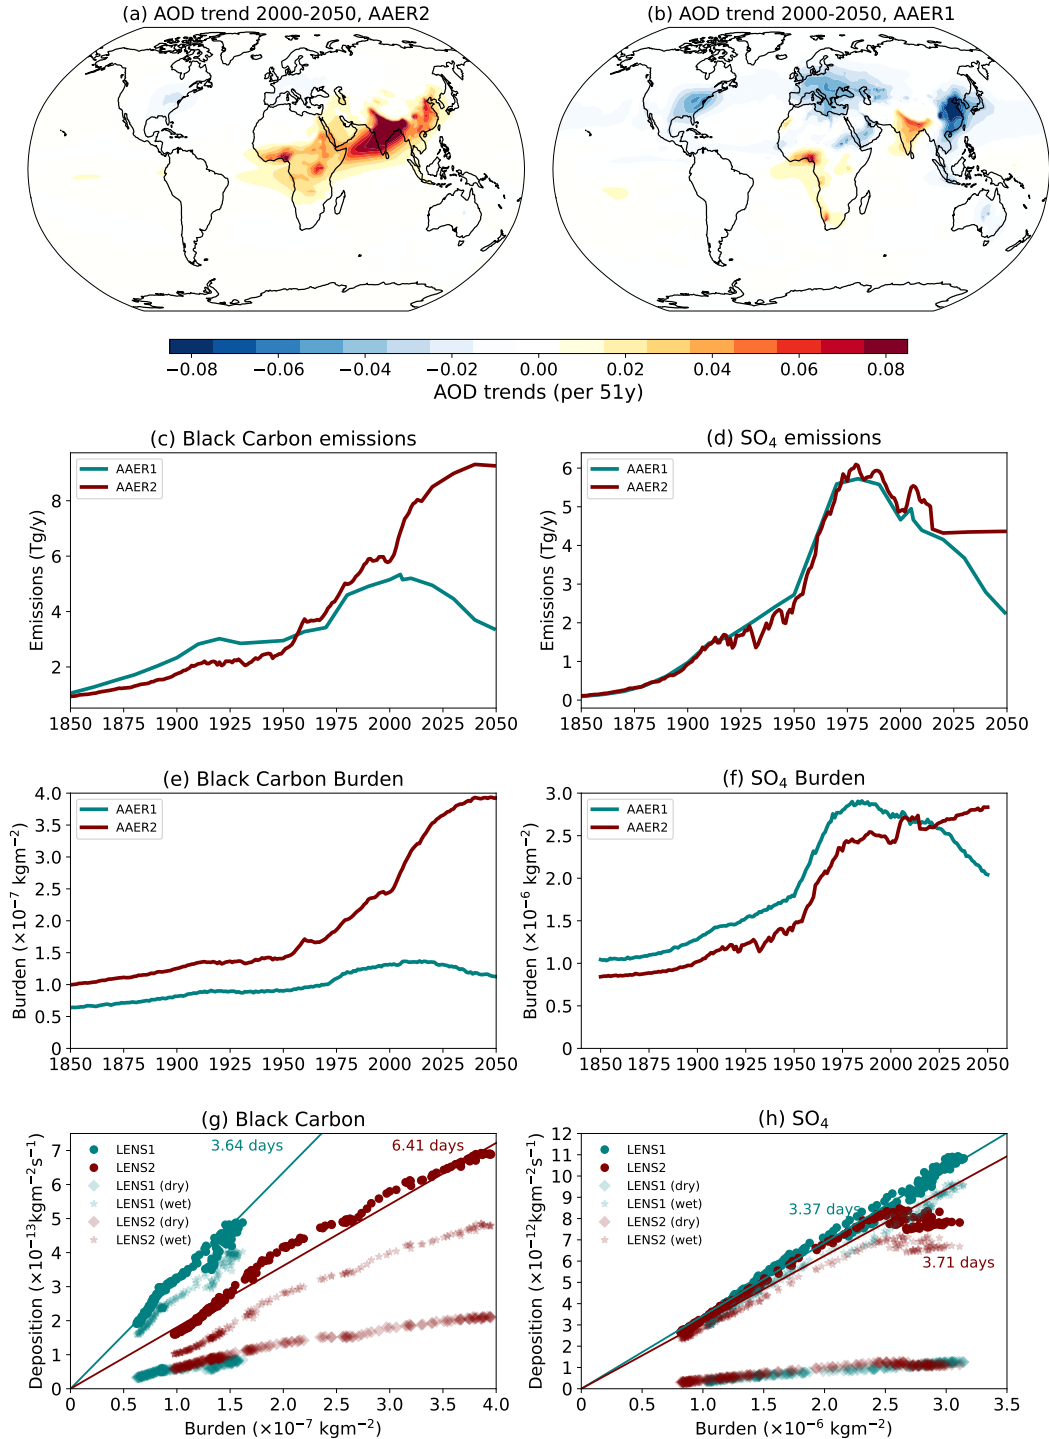 (a) AOD trend 2000-2050, AAER2
(b) AOD trend 2000-2050, AAER1
−0.08 −0.06 −0.04 −0.02 0.00 0.02 0.04 0.06 0.08
AOD trends (per 51y)
(c) Black Carbon emissions
AAER1
AAER2
Emissions (Tg/y)
8
6
4
2
1850 1900 1950 2000 2050
(d) SO₄ emissions
AAER1
AAER2
Emissions (Tg/y)
6
5
4
3
2
1
0
1850 1900 1950 2000 2050
(e) Black Carbon Burden
AAER1
AAER2
Burden (×10⁻⁷ kgm⁻²)
4.0
3.5
3.0
2.5
2.0
1.5
1.0
0.5
0
1850 1875 1900 1925 1950 1975 2000 2025 2050
(f) SO₄ Burden
AAER1
AAER2
Burden (×10⁻⁶ kgm⁻²)
3.0
2.5
2.0
1.5
1.0
0.5
0
1850 1875 1900 1925 1950 1975 2000 2025 2050
(g) Black Carbon
LENS1
LENS2
LENS1 (dry)
LENS1 (wet)
LENS2 (dry)
LENS2 (wet)
3.64 days
6.41 days
Deposition (×10⁻¹³kgm⁻²s⁻¹)
7
6
5
4
3
2
1
0
0 0.5 1.0 1.5 2.0 2.5 3.0 3.5 4.0
Burden (×10⁻⁷ kgm⁻²)
(h) SO₄
LENS1
LENS2
LENS1 (dry)
LENS1 (wet)
LENS2 (dry)
LENS2 (wet)
3.37 days
3.71 days
Deposition (×10⁻¹²kgm⁻²s⁻¹)
12
11
10
9
8
7
6
5
4
3
2
1
0
0 0.5 1.0 1.5 2.0 2.5 3.0 3.5
Burden (×10⁻⁶ kgm⁻²)